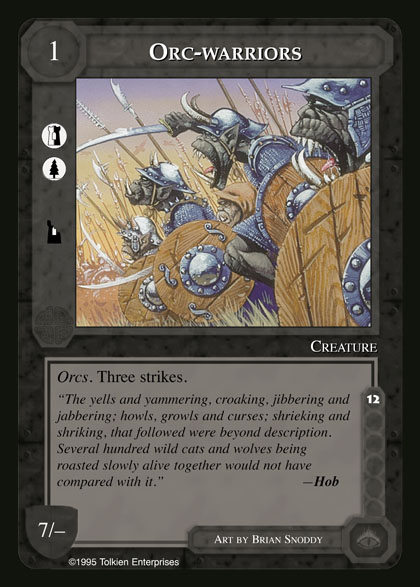 1
ORC-WARRIORS
CREATURE
Orcs. Three strikes.
“The yells and yammering, croaking, jibbering and
jabbering; howls, growls and curses; shrieking and
shriking, that followed were beyond description.
Several hundred wild cats and wolves being
roasted slowly alive together would not have
compared with it.” —Hob
12
7/–
ART BY BRIAN SNODDY
©1995 Tolkien Enterprises